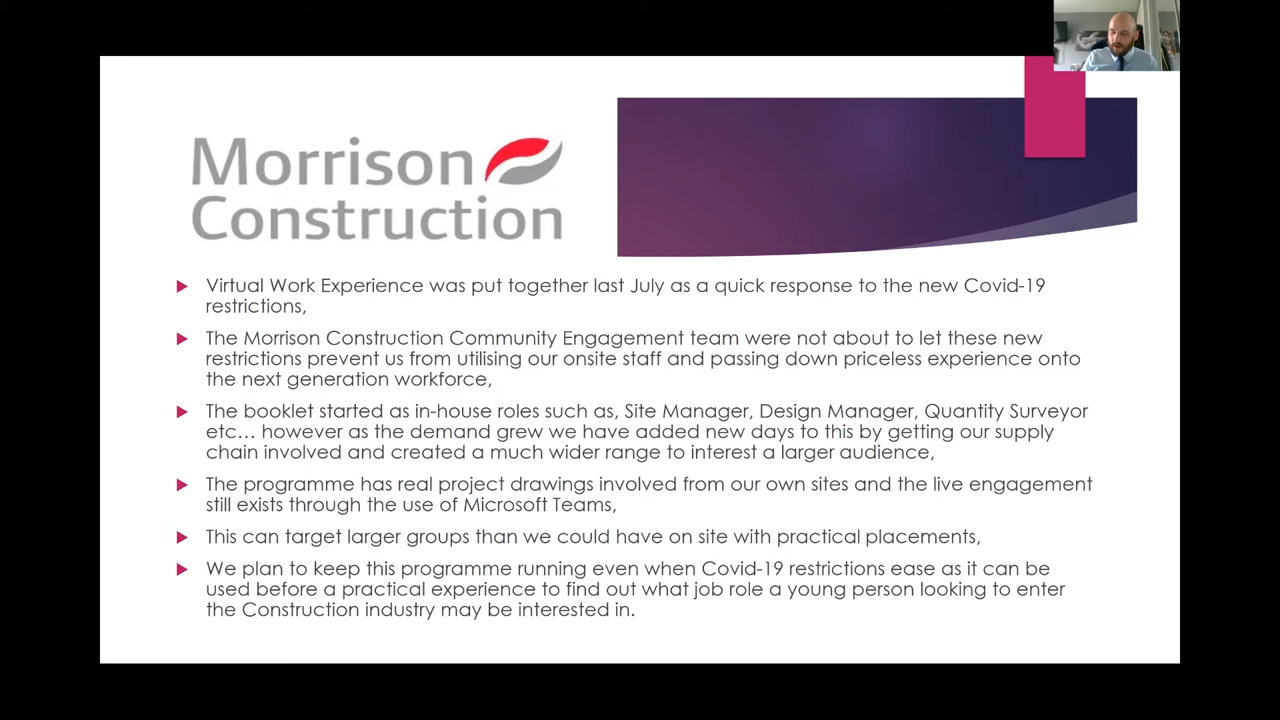 Morrison
Construction
Virtual Work Experience was put together last July as a quick response to the new Covid-19
restrictions,
The Morrison Construction Community Engagement team were not about to let these new
restrictions prevent us from utilising our onsite staff and passing down priceless experience onto
the next generation workforce,
The booklet started as in-house roles such as, Site Manager, Design Manager, Quantity Surveyor
etc... however as the demand grew we have added new days to this by getting our supply
chain involved and created a much wider range to interest a larger audience,
The programme has real project drawings involved from our own sites and the live engagement
still exists through the use of Microsoft Teams,
This can target larger groups than we could have on site with practical placements,
We plan to keep this programme running even when Covid-19 restrictions ease as it can be
used before a practical experience to find out what job role a young person looking to enter
the Construction industry may be interested in.